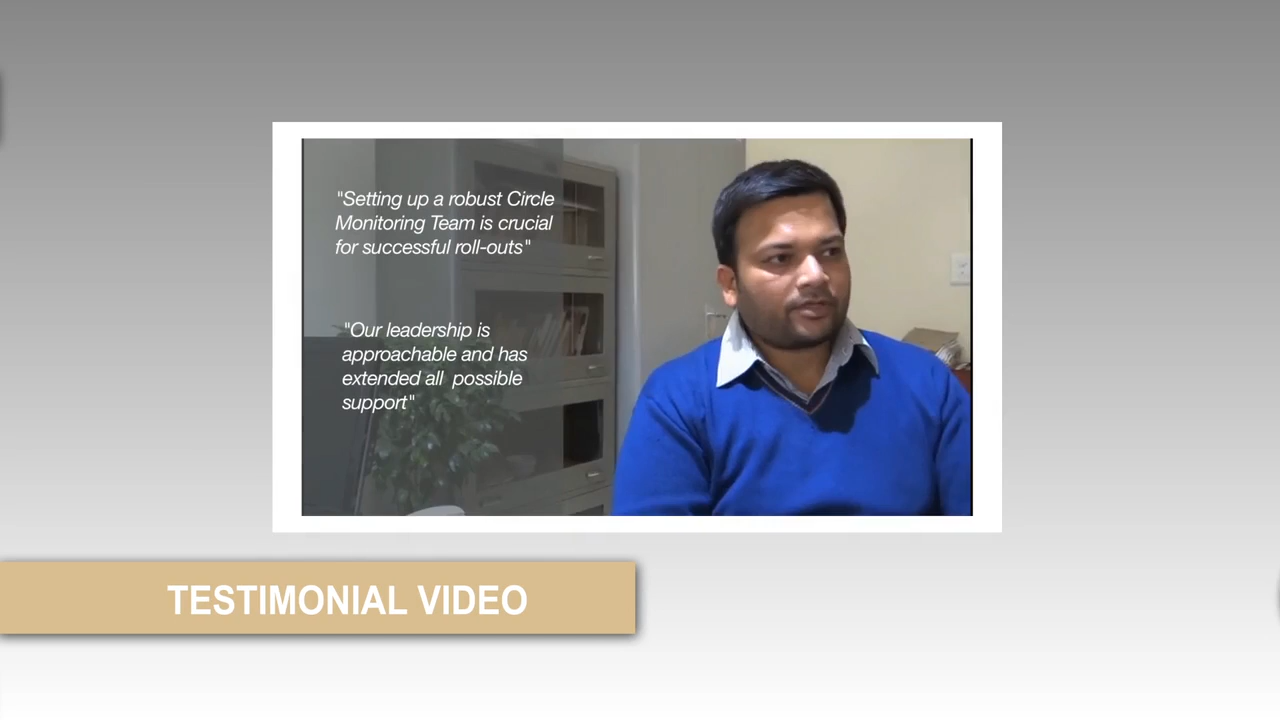 "Setting up a robust Circle
Monitoring Team is crucial
for successful roll-outs"
"Our leadership is
approachable and has
extended all  possible
support"
TESTIMONIAL VIDEO